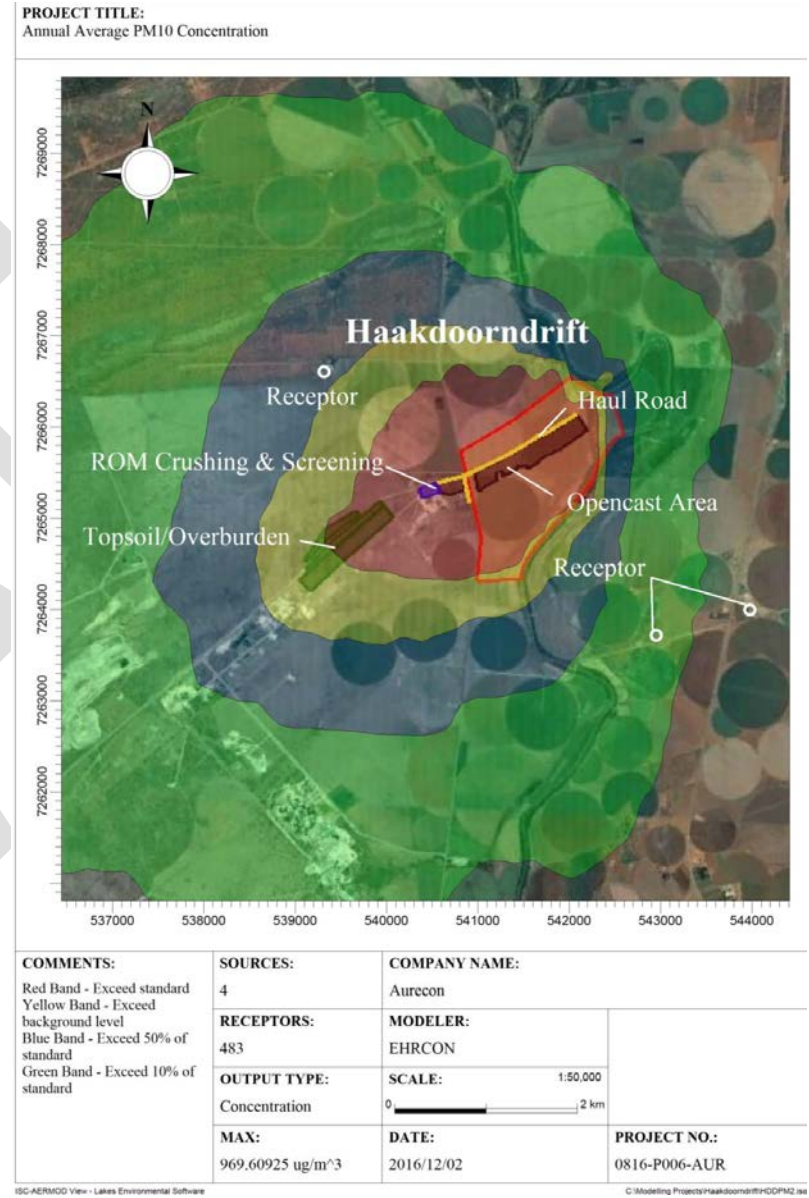 PROJECT TITLE:
Annual Average PM10 Concentration
N
7269000
7268000
7267000
7266000
7265000
7264000
7263000
7262000
Haakdoorndrift
Receptor
Haul Road
ROM Crushing & Screening
Opencast Area
Topsoil/Overburden
Receptor
537000 538000 539000 540000 541000 542000 543000 544000
COMMENTS:
Red Band - Exceed standard
Yellow Band - Exceed
background level
Blue Band - Exceed 50% of
standard
Green Band - Exceed 10% of
standard
SOURCES:
4
COMPANY NAME:
Aurecon
RECEPTORS:
483
MODELER:
EHRCON
OUTPUT TYPE:
Concentration
SCALE: 1:50,000
0 2 km
MAX:
969.60925 ug/m^3
DATE:
2016/12/02
PROJECT NO.:
0816-P006-AUR
ISC-AERMOD View - Lakes Environmental Software